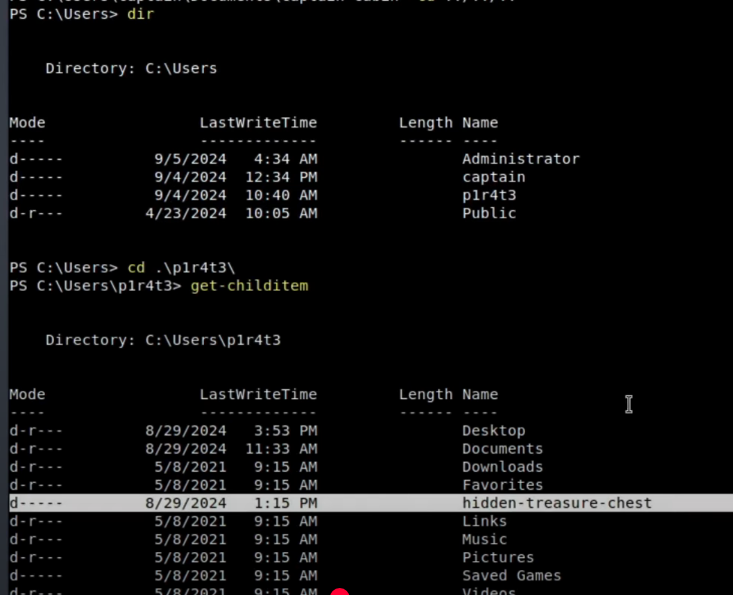 PS C:\Users> dir
Directory: C:\Users
Mode LastWriteTime Length Name
---- ------------- ------ ----
d----- 9/5/2024 4:34 AM Administrator
d----- 9/4/2024 12:34 PM captain
d----- 9/4/2024 10:40 AM p1r4t3
d-r--- 4/23/2024 10:05 AM Public
PS C:\Users> cd .\p1r4t3\
PS C:\Users\p1r4t3> get-childitem
Directory: C:\Users\p1r4t3
Mode LastWriteTime Length Name
---- ------------- ------ ----
d-r--- 8/29/2024 3:53 PM Desktop
d-r--- 8/29/2024 11:33 AM Documents
d-r--- 5/8/2021 9:15 AM Downloads
d-r--- 5/8/2021 9:15 AM Favorites
d----- 8/29/2024 1:15 PM hidden-treasure-chest
d-r--- 5/8/2021 9:15 AM Links
d-r--- 5/8/2021 9:15 AM Music
d-r--- 5/8/2021 9:15 AM Pictures
d----- 5/8/2021 9:15 AM Saved Games
d-r--- 5/8/2021 9:15 AM Videos